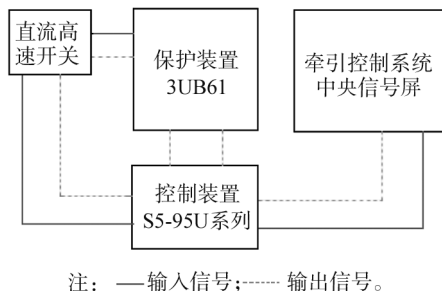 直流高
速开关
保护装置
3UB61
牵引控制系统
中央信号屏
控制装置
S5-95U系列
注：——输入信号;------ 输出信号。